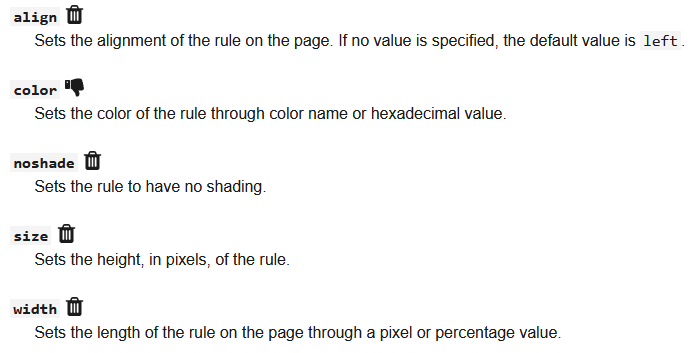 align
Sets the alignment of the rule on the page. If no value is specified, the default value is left.
color
Sets the color of the rule through color name or hexadecimal value.
noshade
Sets the rule to have no shading.
size
Sets the height, in pixels, of the rule.
width
Sets the length of the rule on the page through a pixel or percentage value.